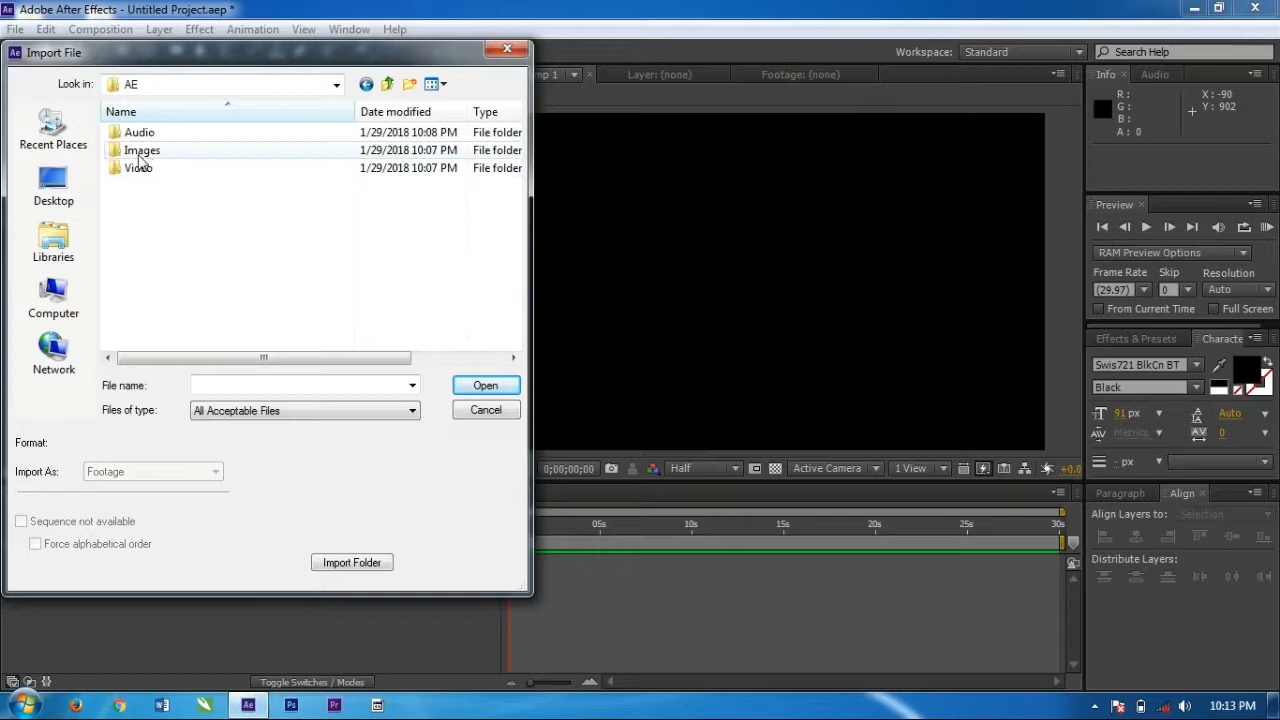 Adobe After Effects - Untitled Project.aep *
File Edit Composition Layer Effect Animation View Window Help
Import File
Workspace: Standard
Search Help
Look in: AE
Recent Places
Desktop
Libraries
Computer
Network
Name Date modified Type
Audio 1/29/2018 10:08 PM File folder
Images 1/29/2018 10:07 PM File folder
Video 1/29/2018 10:07 PM File folder
File name:
Open
Files of type: All Acceptable Files
Cancel
Format:
Import As: Footage
Sequence not available
Force alphabetical order
Import Folder
mp 1
Layer: (none)
Footage: (none)
Info Audio
R: X: -90
G: Y: 902
B:
A: 0
Preview
RAM Preview Options
Frame Rate Skip Resolution
(29.97) 0 Auto
From Current Time Full Screen
Effects & Presets Characte
Swis721 BlkCn BT
Black
91 px Auto
Metrics 0
- px
0;00;00;00 Half Active Camera 1 View +0.0
Paragraph Align
Align Layers to: Selection
Distribute Layers:
05s 10s 15s 20s 25s 30s
Toggle Switches / Modes
10:13 PM